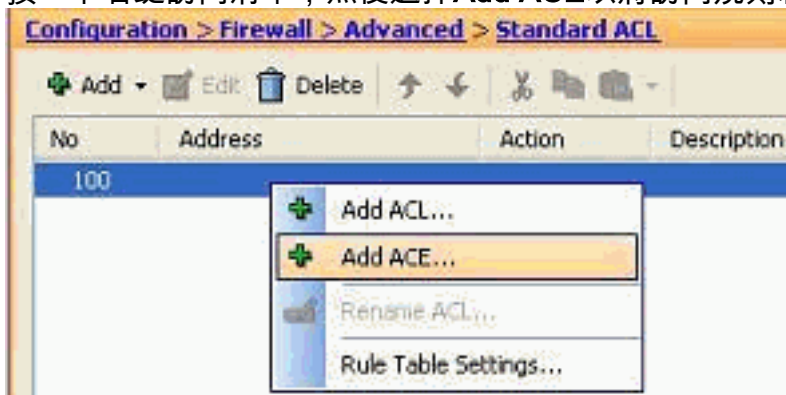 Configuration > Firewall > Advanced > Standard ACL
Add Edit Delete
No Address Action Description
100
Add ACL...
Add ACE...
Rename ACL...
Rule Table Settings...